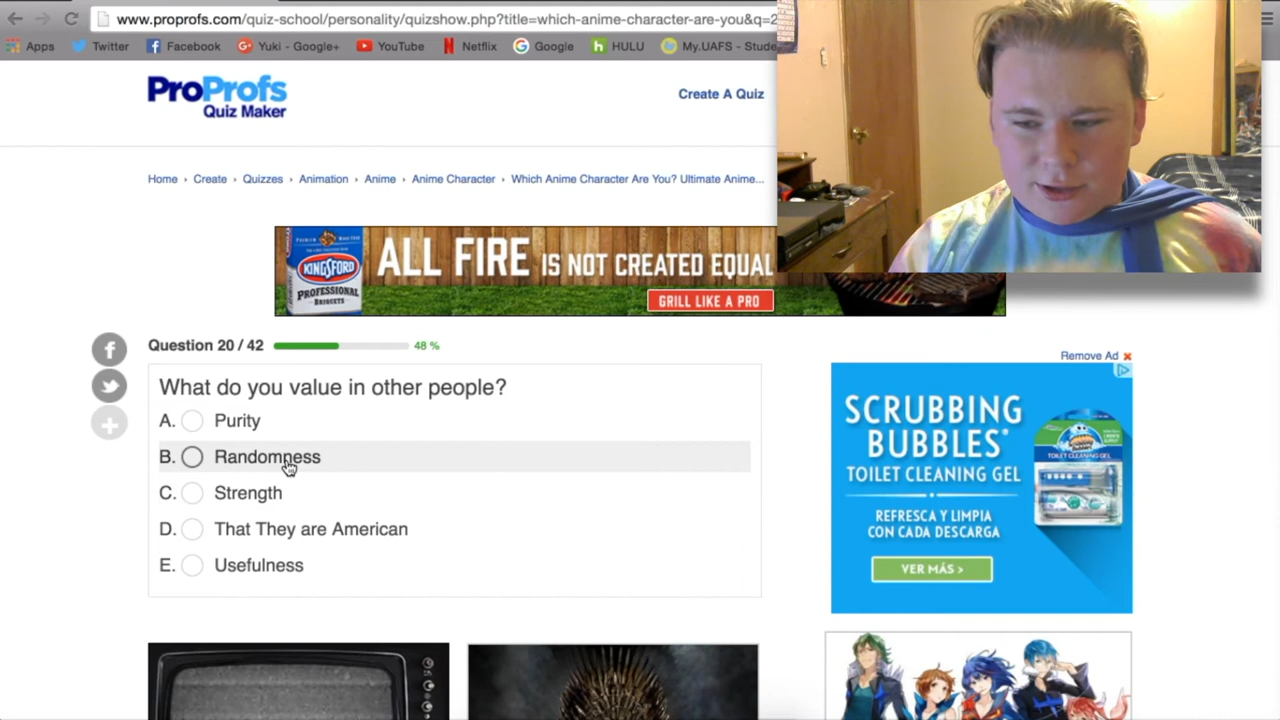 www.proprofs.com/quiz-school/personality/quizshow.php?title=which-anime-character-are-you&q=2
Apps Twitter Facebook Yuki - Google+ YouTube Netflix Google HULU My.UAFS - Stude
ProProfs
Quiz Maker
Create A Quiz
Home › Create › Quizzes › Animation › Anime › Anime Character › Which Anime Character Are You? Ultimate Anime...
KINGSFORD
PROFESSIONAL
BRIQUETS
ALL FIRE IS NOT CREATED EQUAL
GRILL LIKE A PRO
Question 20 / 42 48 %
What do you value in other people?
A. Purity
B. Randomness
C. Strength
D. That They are American
E. Usefulness
Remove Ad
SCRUBBING
BUBBLES®
TOILET CLEANING GEL
REFRESCA Y LIMPIA
CON CADA DESCARGA
VER MÁS >